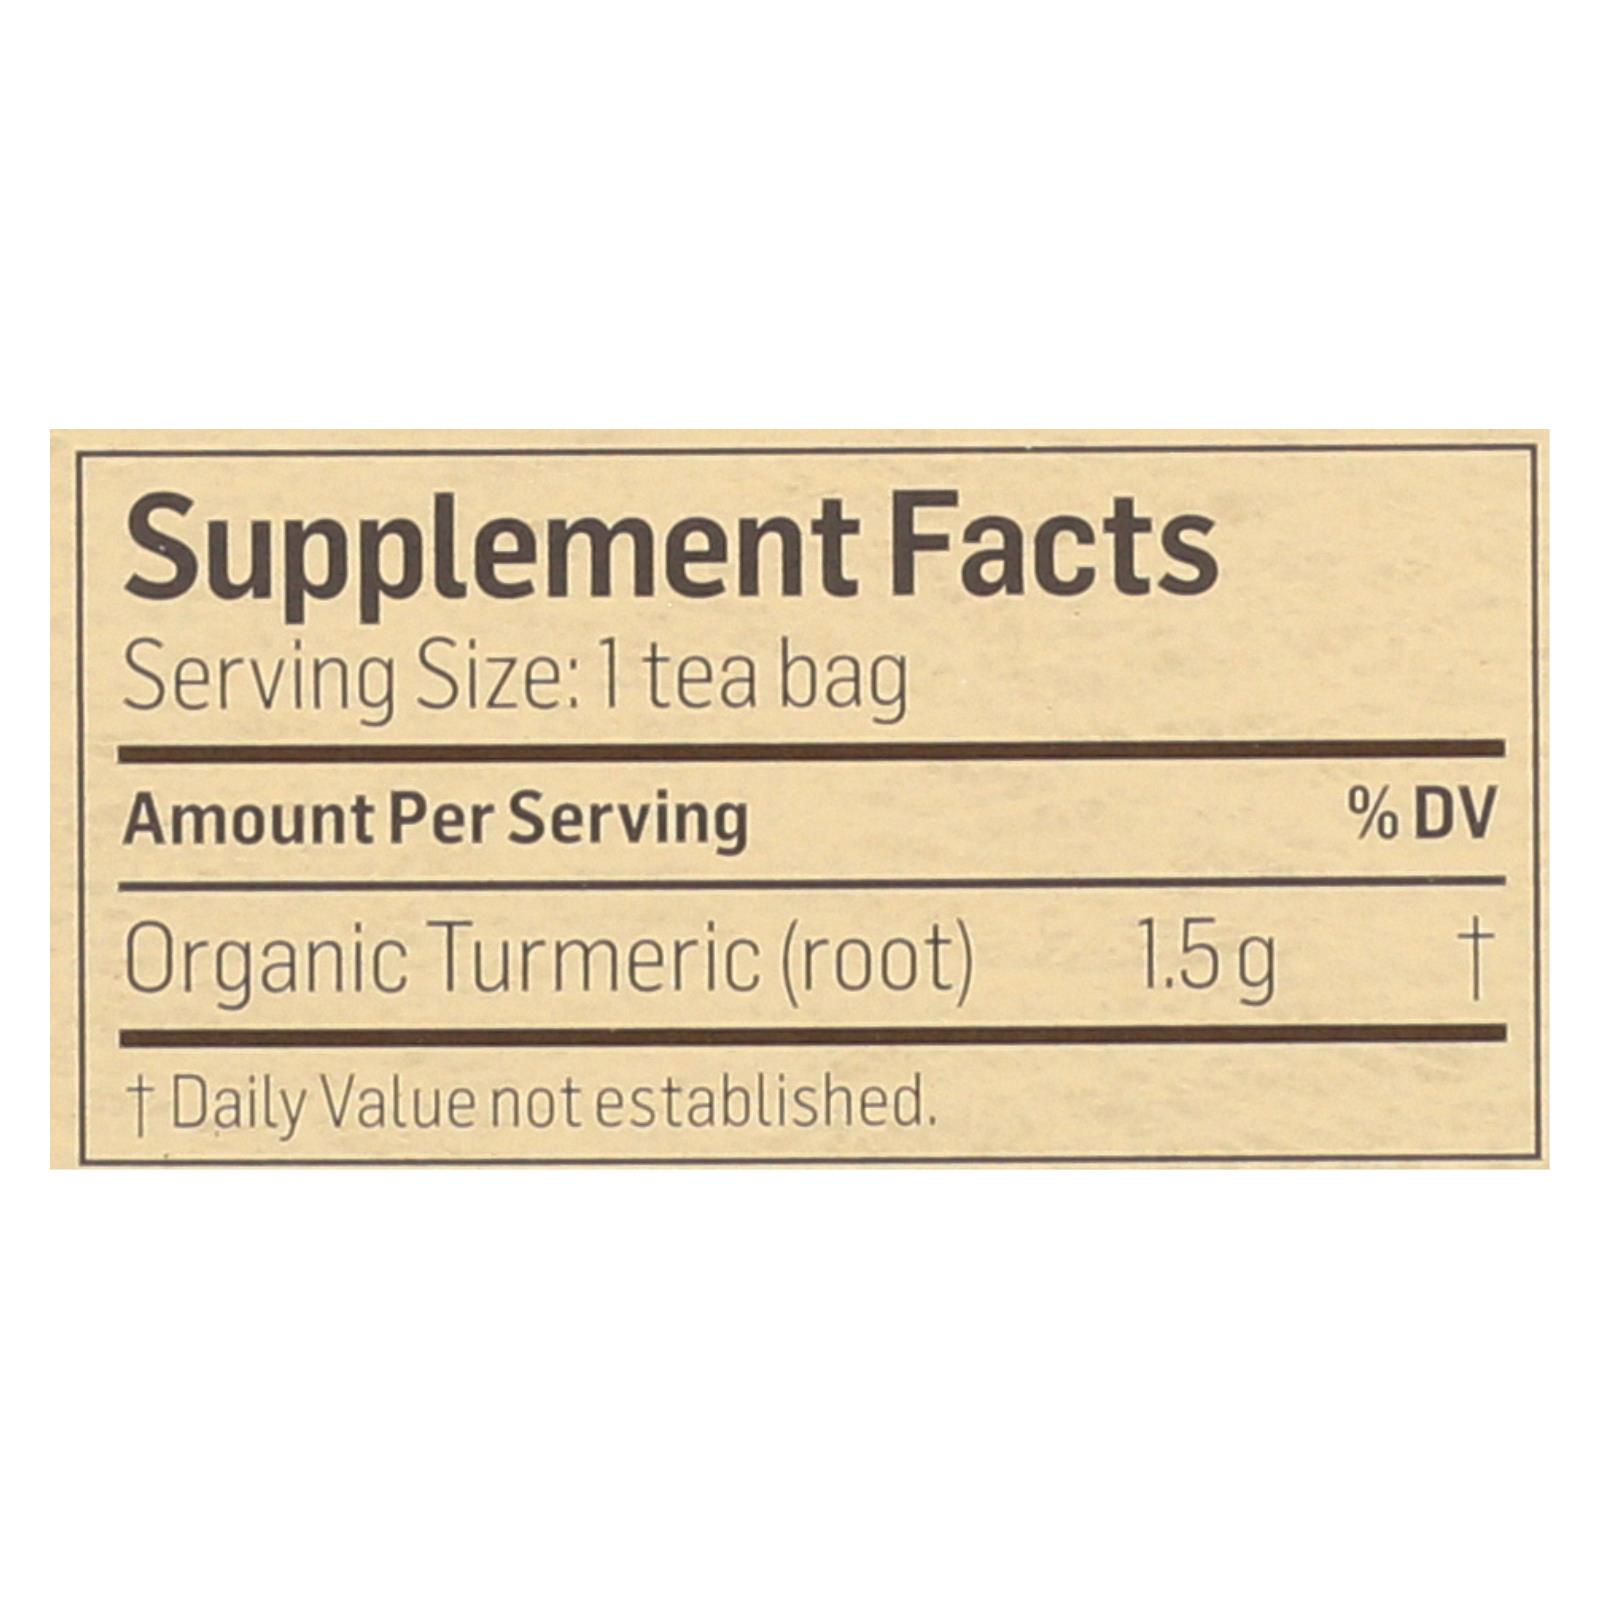 Supplement Facts
Serving Size: 1 tea bag
Amount Per Serving % DV
Organic Turmeric (root) 1.5 g †
† Daily Value not established.